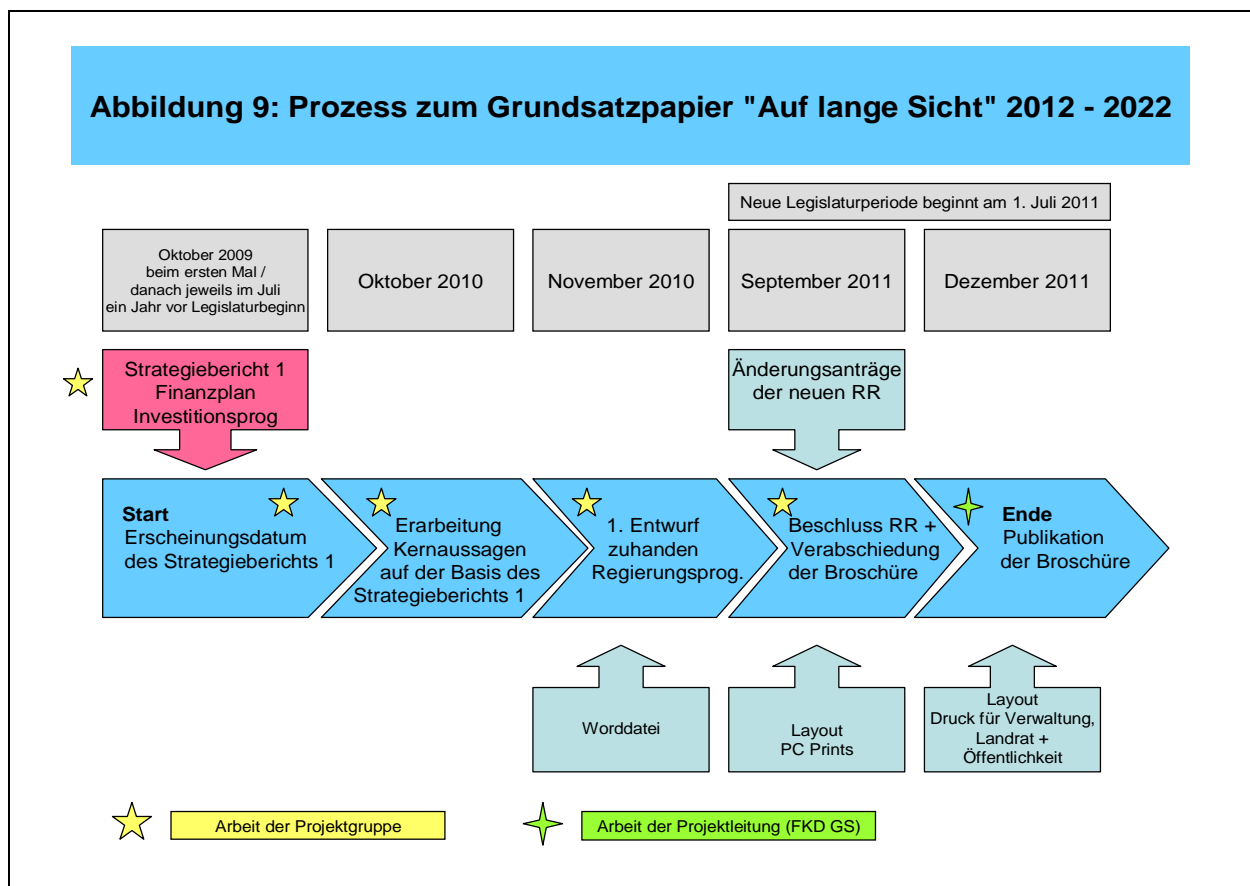 Abbildung 9: Prozess zum Grundsatzpapier "Auf lange Sicht" 2012 - 2022
Neue Legislaturperiode beginnt am 1. Juli 2011
Oktober 2009
beim ersten Mal /
danach jeweils im Juli
ein Jahr vor Legislaturbeginn
Oktober 2010
November 2010
September 2011
Dezember 2011
Strategiebericht 1
Finanzplan
Investitionsprog
Änderungsanträge
der neuen RR
Start
Erscheinungsdatum
des Strategieberichts 1
Erarbeitung
Kernaussagen
auf der Basis des
Strategieberichts 1
1. Entwurf
zuhanden
Regierungsprog.
Beschluss RR +
Verabschiedung
der Broschüre
Ende
Publikation
der Broschüre
Worddatei
Layout
PC Prints
Layout
Druck für Verwaltung,
Landrat +
Öffentlichkeit
Arbeit der Projektgruppe
Arbeit der Projektleitung (FKD GS)